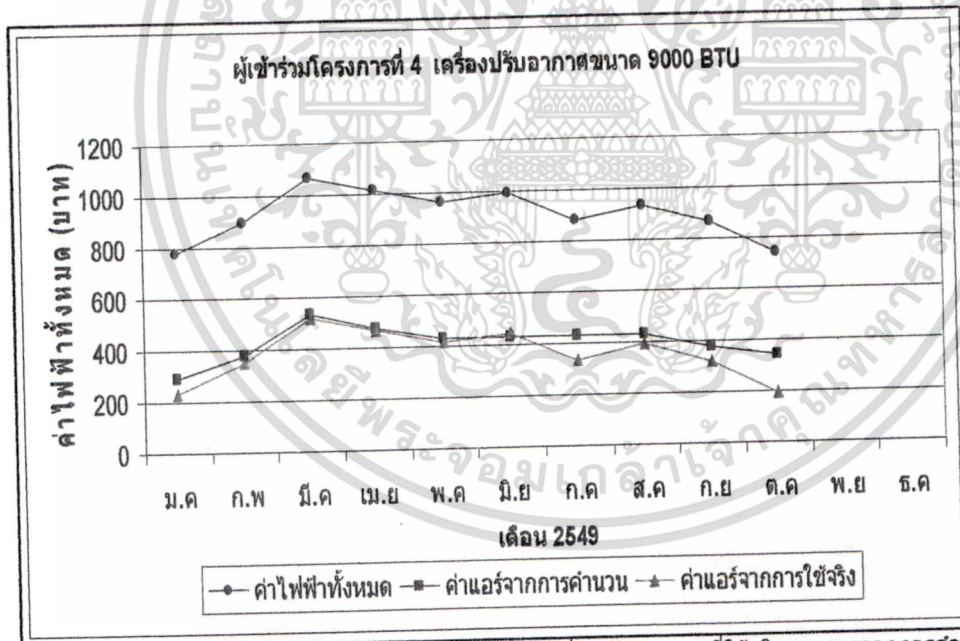 ผู้เข้าร่วมโครงการที่ 4 เครื่องปรับอากาศขนาด 9000 BTU
ค่าไฟฟ้าทั้งหมด (บาท)
1200
1000
800
600
400
200
0
ม.ค ก.พ มี.ค เม.ย พ.ค มิ.ย ก.ค ส.ค ก.ย ต.ค พ.ย ธ.ค
เดือน 2549
ค่าไฟฟ้าทั้งหมด ค่าแอร์จากการคำนวน ค่าแอร์จากการใช้จริง